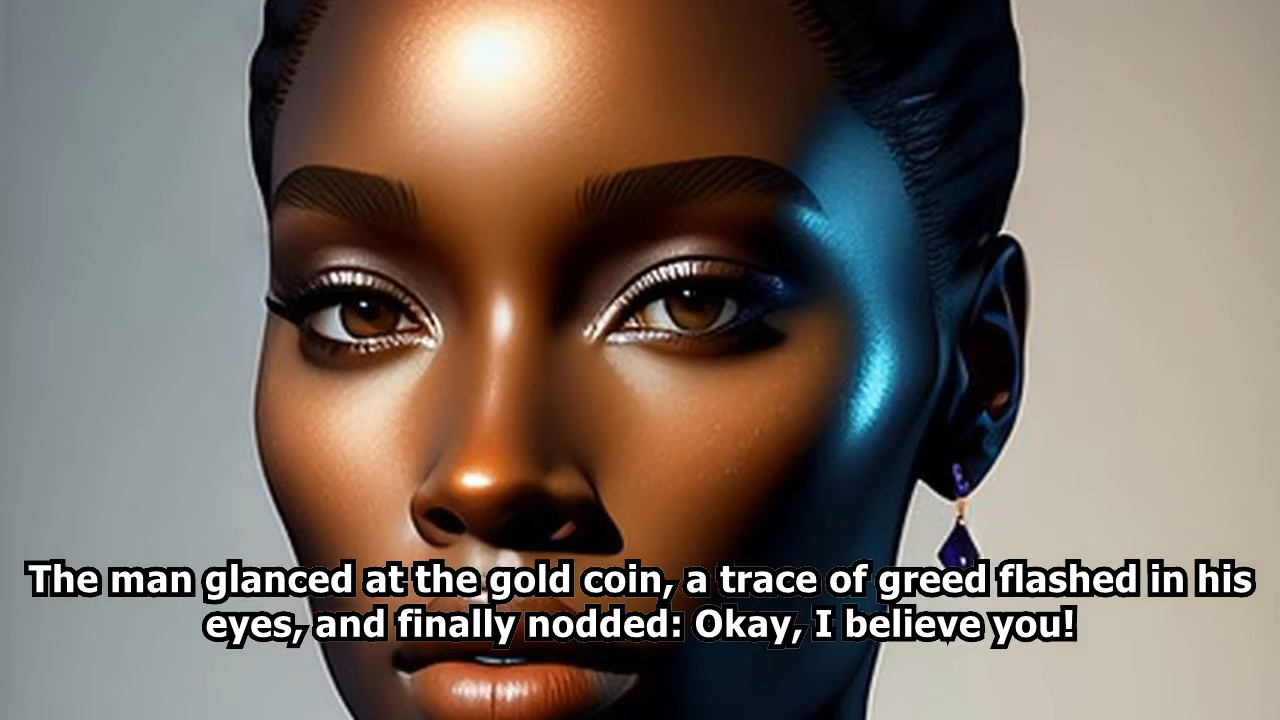 The man glanced at the gold coin, a trace of greed flashed in his
eyes, and finally nodded: Okay, I believe you!